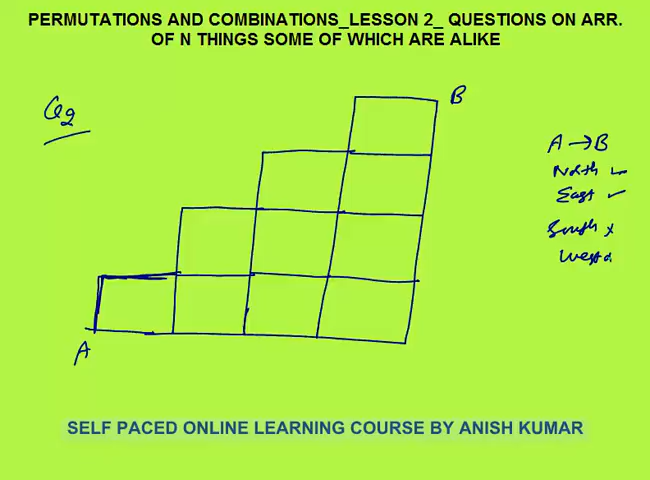 PERMUTATIONS AND COMBINATIONS_LESSON 2_ QUESTIONS ON ARR.
OF N THINGS SOME OF WHICH ARE ALIKE
Q2
B
A → B
North ✓
East ✓
South x
West x
A
SELF PACED ONLINE LEARNING COURSE BY ANISH KUMAR